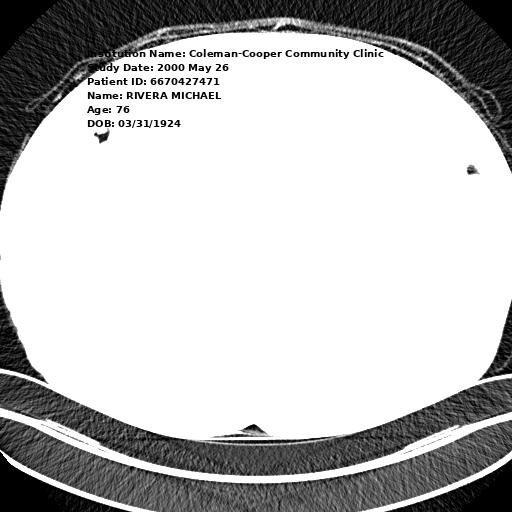 Institution Name: Coleman-Cooper Community Clinic
Study Date: 2000 May 26
Patient ID: 6670427471
Name: RIVERA MICHAEL
Age: 76
DOB: 03/31/1924